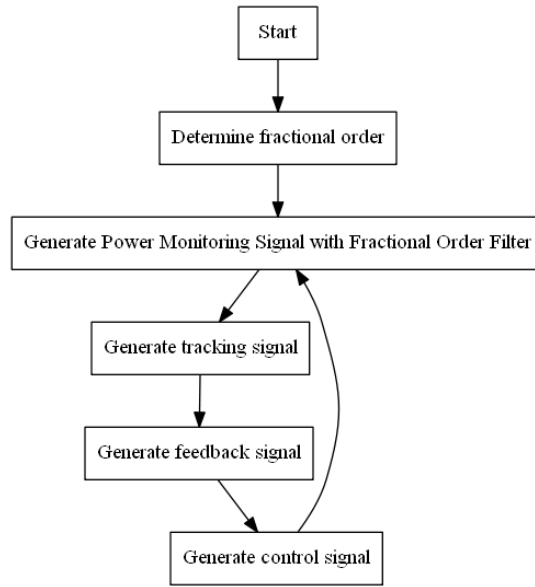 Start
Determine fractional order
Generate Power Monitoring Signal with Fractional Order Filter
Generate tracking signal
Generate feedback signal
Generate control signal